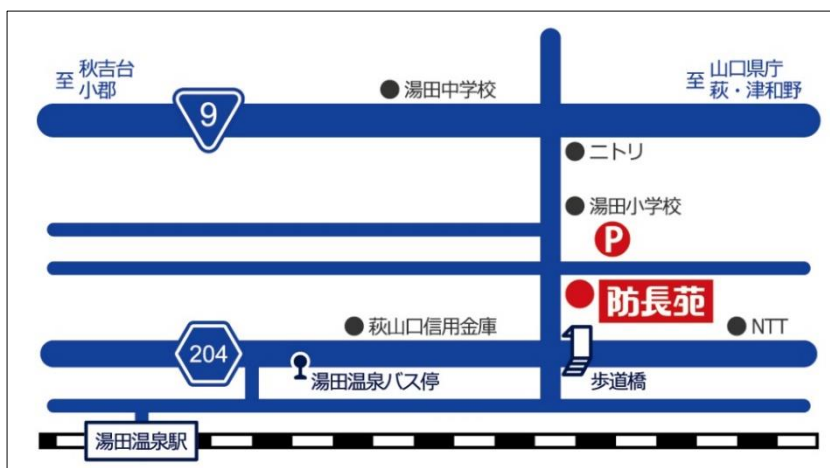 至 秋吉台
小郡
9
湯田中学校
至 山口県庁
萩・津和野
ニトリ
湯田小学校
P
防長苑
萩山口信用金庫
NTT
204
湯田温泉バス停
歩道橋
湯田温泉駅